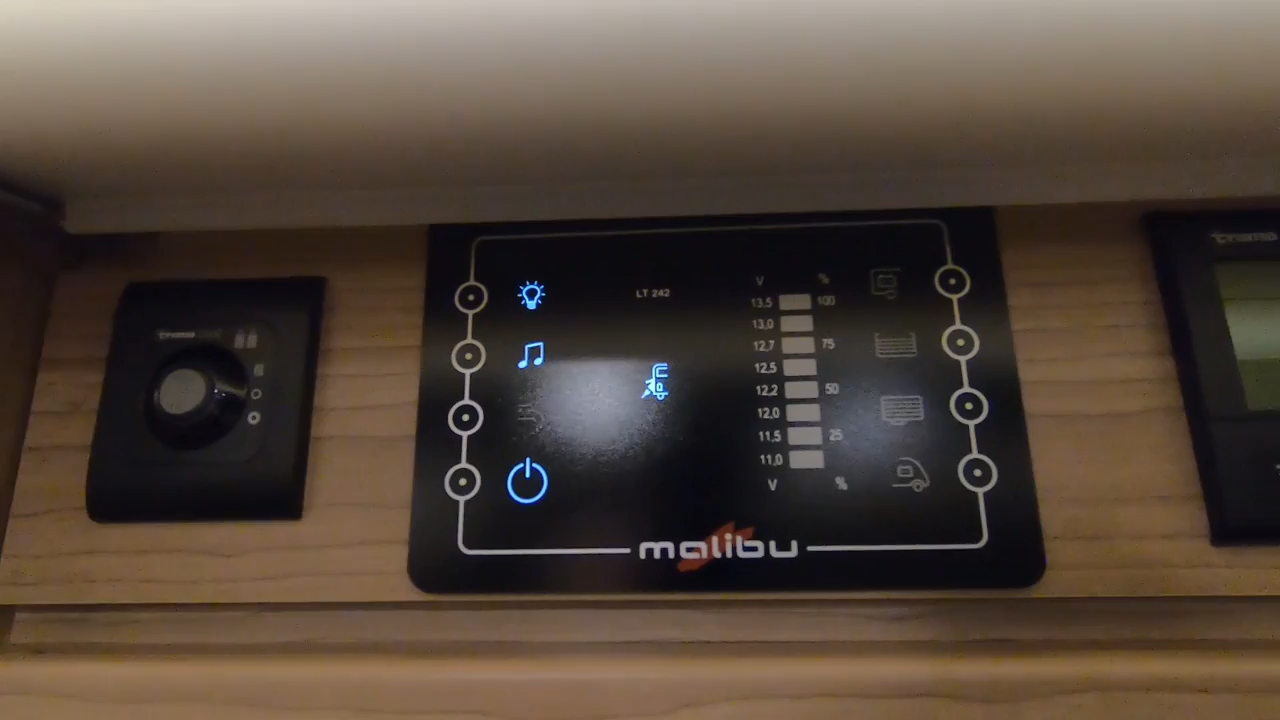 LT 242
V %
13,5 100
13,0
12,7 75
12,5
12,2 50
12,0
11,5 25
11,0
V %
malibu